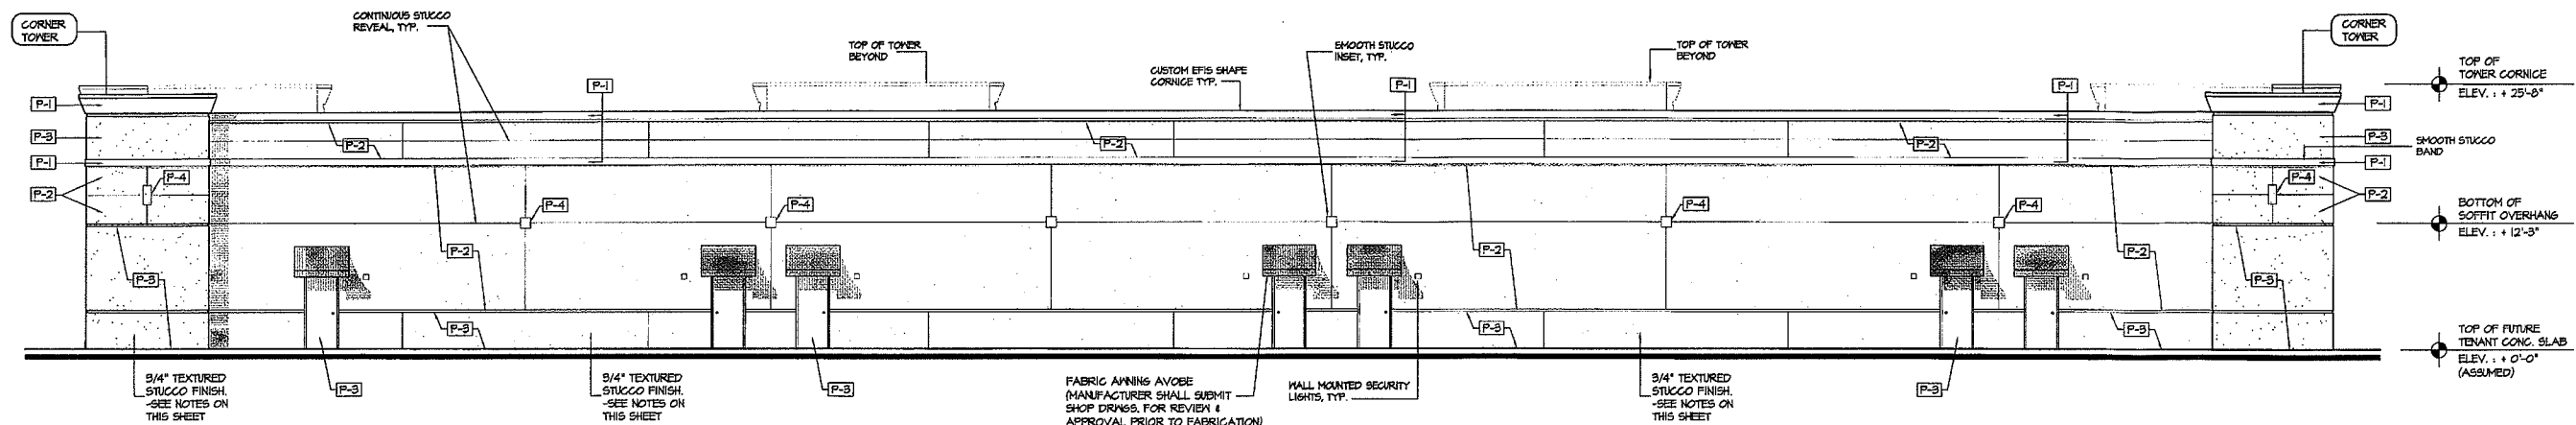 CORNER
TOWER
CONTINUOUS STUCCO
REVEAL, TYP.
TOP OF TOWER
BEYOND
CUSTOM EFIS SHAPE
CORNICE TYP.
SMOOTH STUCCO
INSET, TYP.
TOP OF TOWER
BEYOND
CORNER
TOWER
TOP OF
TOWER CORNICE
ELEV. : + 25'-8"
P-1
P-1
P-1
P-1
P-1
P-3
P-2
P-2
P-2
P-3
SMOOTH STUCCO
BAND
P-1
P-1
P-2
P-4
P-4
P-4
P-4
P-4
P-4
P-2
BOTTOM OF
SOFFIT OVERHANG
ELEV. : + 12'-3"
P-3
P-2
P-2
P-2
P-3
P-3
P-3
P-3
TOP OF FUTURE
TENANT CONC. SLAB
ELEV. : + 0'-0"
(ASSUMED)
3/4" TEXTURED
STUCCO FINISH.
-SEE NOTES ON
THIS SHEET
P-3
3/4" TEXTURED
STUCCO FINISH.
-SEE NOTES ON
THIS SHEET
P-3
FABRIC AWNING AVOBE
(MANUFACTURER SHALL SUBMIT
SHOP DRWGS. FOR REVIEW &
APPROVAL PRIOR TO FABRICATION)
WALL MOUNTED SECURITY
LIGHTS, TYP.
3/4" TEXTURED
STUCCO FINISH.
-SEE NOTES ON
THIS SHEET
P-3